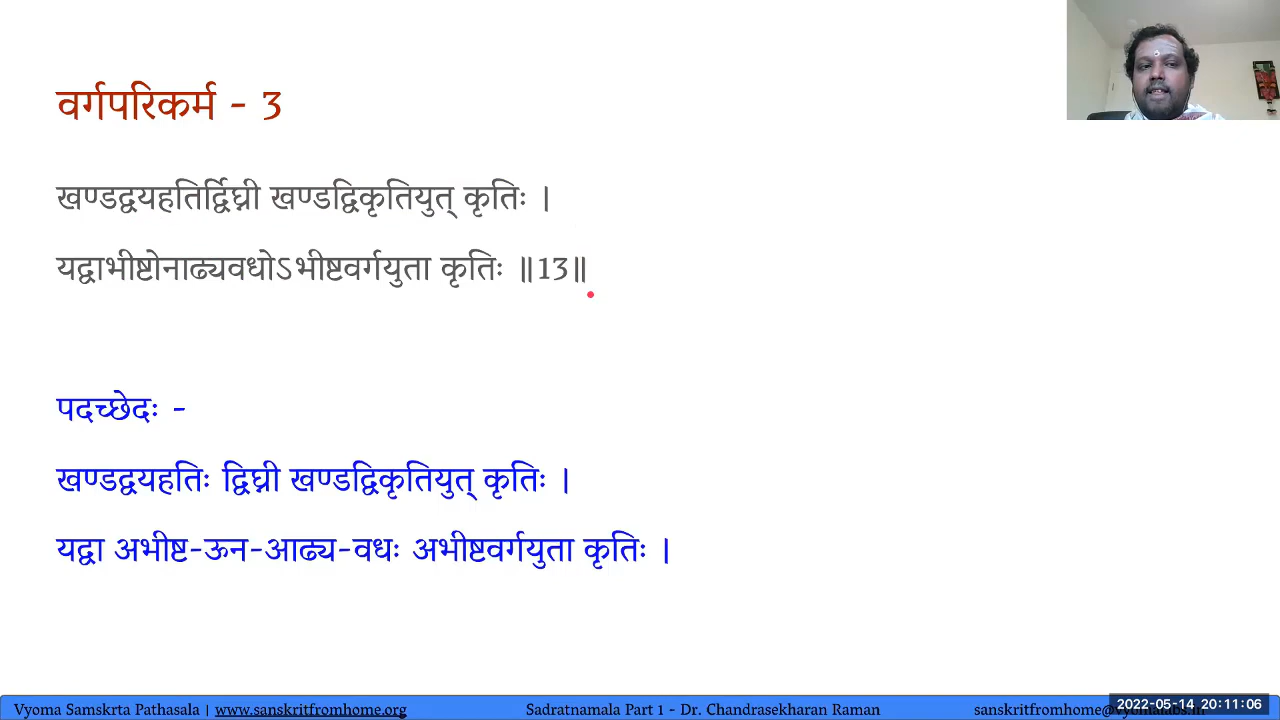 वर्गपरिकर्म - 3
खण्डद्वयहतिर्द्विघ्नी खण्डद्विकृतियुत् कृतिः ।
यद्वाभीष्टोनाढ्यवधोऽभीष्टवर्गयुता कृतिः ॥13॥
पदच्छेदः -
खण्डद्वयहतिः द्विघ्नी खण्डद्विकृतियुत् कृतिः ।
यद्वा अभीष्ट-ऊन-आढ्य-वधः अभीष्टवर्गयुता कृतिः ।
Vyoma Samskrta Pathasala | www.sanskritfromhome.org Sadratnamala Part 1 - Dr. Chandrasekharan Raman
2022-05-14 20:11:06